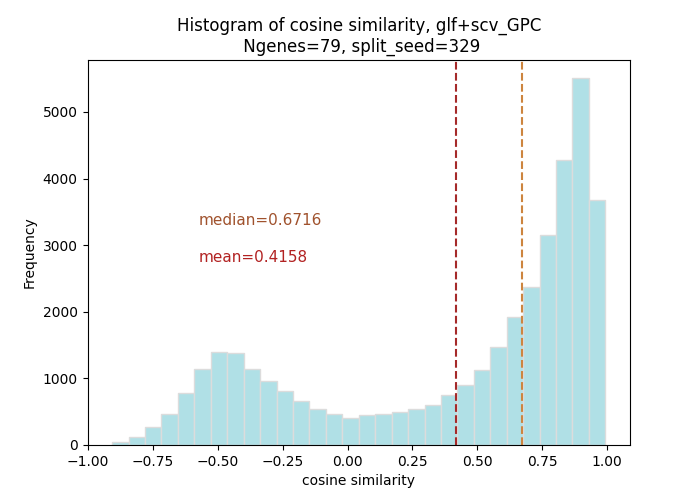 Histogram of cosine similarity, glf+scv_GPC
Ngenes=79, split_seed=329
Frequency
5000
4000
3000
2000
1000
0
median=0.6716
mean=0.4158
−1.00 −0.75 −0.50 −0.25 0.00 0.25 0.50 0.75 1.00
cosine similarity